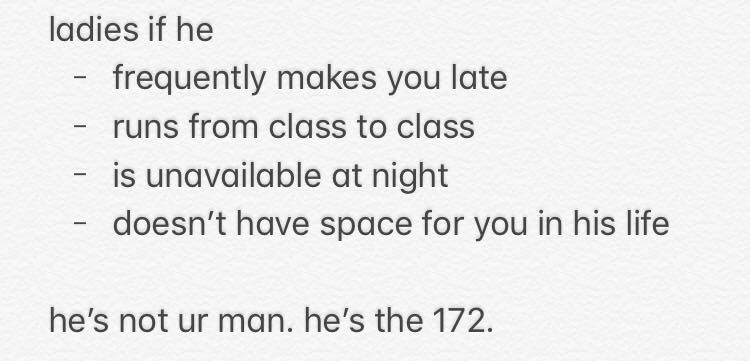 ladies if he
- frequently makes you late
- runs from class to class
- is unavailable at night
- doesn’t have space for you in his life
he’s not ur man. he’s the 172.